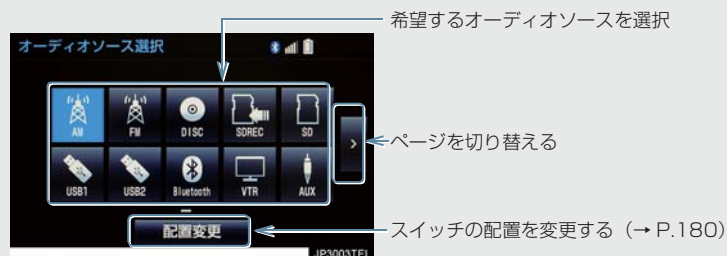 希望するオーディオソースを選択
オーディオソース選択
AM FM DISC SDREC SD
ページを切り替える
USB1 USB2 Bluetooth VTR AUX
配置変更
スイッチの配置を変更する（→ P.180）
JP3003TEI